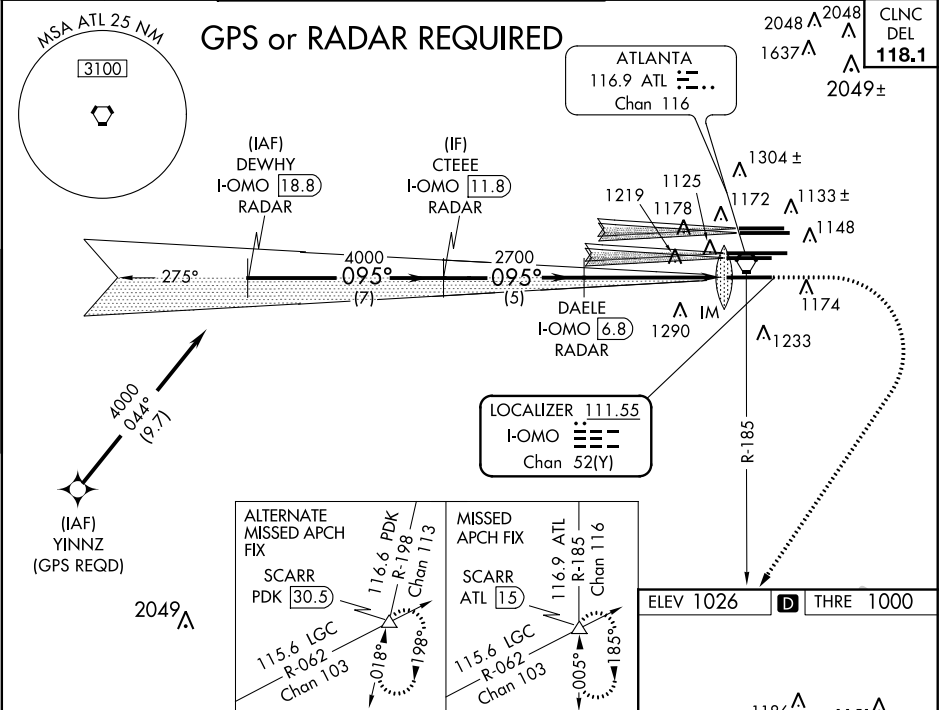 MSA ATL 25 NM
3100
GPS or RADAR REQUIRED
2048
2048
1637
2049±
CLNC
DEL
118.1
ATLANTA
116.9 ATL
Chan 116
(IAF)
DEWHY
I-OMO 18.8
RADAR
(IF)
CTEEE
I-OMO 11.8
RADAR
1304 ±
1219
1125
1178
1172
1133 ±
1148
275°
4000
095°
(7)
2700
095°
(5)
DAELE
I-OMO 6.8
RADAR
1290
IM
1174
1233
4000
044°
(9.7)
LOCALIZER 111.55
I-OMO
Chan 52(Y)
R-185
(IAF)
YINNZ
(GPS REQD)
2049
ALTERNATE
MISSED APCH
FIX
SCARR
PDK 30.5
116.6 PDK
R-198
Chan 113
115.6 LGC
R-062
Chan 103
018°
198°
MISSED
APCH FIX
SCARR
ATL 15
116.9 ATL
R-185
Chan 116
115.6 LGC
R-062
Chan 103
005°
185°
ELEV 1026
D
THRE 1000